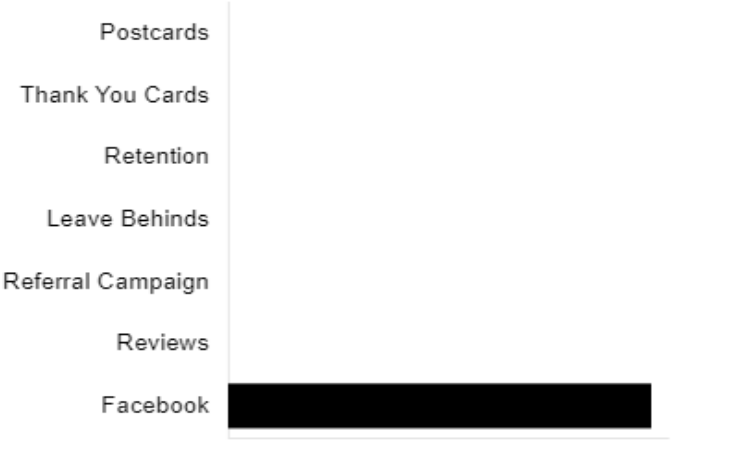 Postcards
Thank You Cards
Retention
Leave Behinds
Referral Campaign
Reviews
Facebook